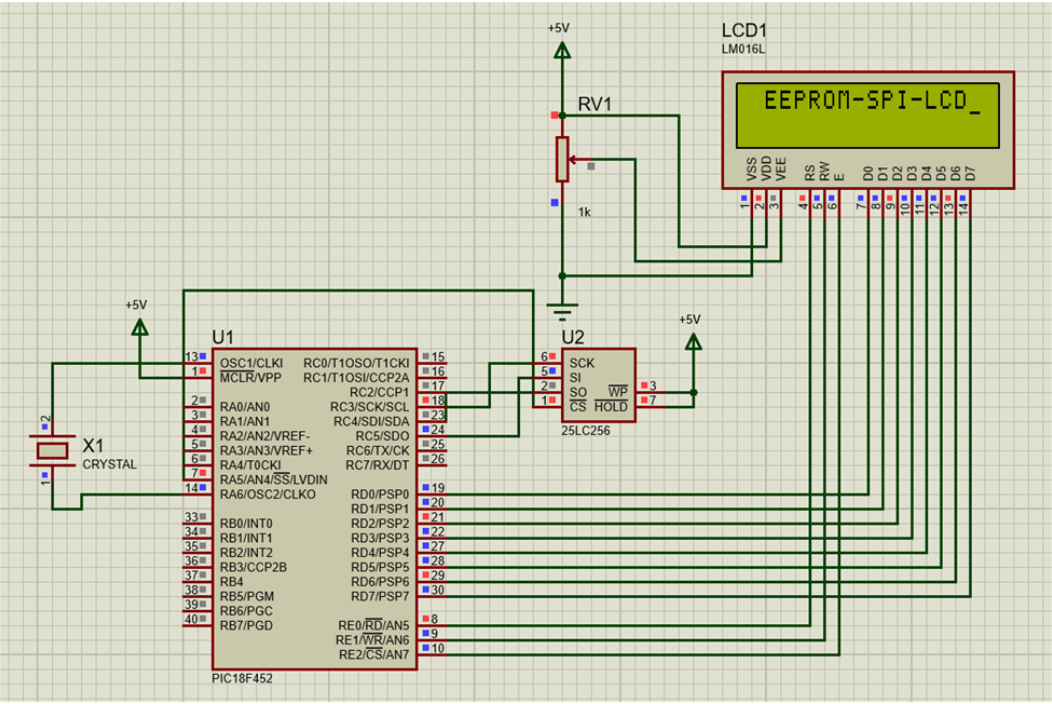 +5V
LCD1
LM016L
EEPROM-SPI-LCD_
RV1
1k
VSS
VDD
VEE
RS
RW
E
D0
D1
D2
D3
D4
D5
D6
D7
1
2
3
4
5
6
7
8
9
10
11
12
13
14
+5V
+5V
U1
13 OSC1/CLKI RC0/T1OSO/T1CKI 15
1 MCLR/VPP RC1/T1OSI/CCP2A 16
RC2/CCP1 17
2 RA0/AN0 RC3/SCK/SCL 18
3 RA1/AN1 RC4/SDI/SDA 23
4 RA2/AN2/VREF- RC5/SDO 24
5 RA3/AN3/VREF+ RC6/TX/CK 25
6 RA4/T0CKI RC7/RX/DT 26
7 RA5/AN4/SS/LVDIN
14 RA6/OSC2/CLKO RD0/PSP0 19
RD1/PSP1 20
33 RB0/INT0 RD2/PSP2 21
34 RB1/INT1 RD3/PSP3 22
35 RB2/INT2 RD4/PSP4 27
36 RB3/CCP2B RD5/PSP5 28
37 RB4 RD6/PSP6 29
38 RB5/PGM RD7/PSP7 30
39 RB6/PGC
40 RB7/PGD RE0/RD/AN5 8
RE1/WR/AN6 9
RE2/CS/AN7 10
PIC18F452
U2
6 SCK
5 SI
2 SO WP 3
1 CS HOLD 7
25LC256
2
X1
CRYSTAL
1